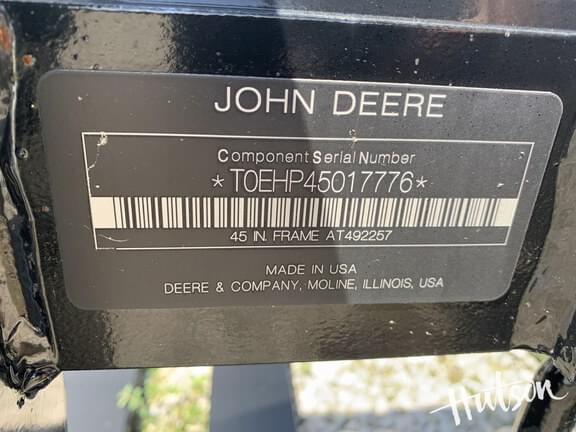 JOHN DEERE
Component Serial Number
*T0EHP45017776*
45 IN. FRAME AT492257
MADE IN USA
DEERE & COMPANY, MOLINE, ILLINOIS, USA
Hutson